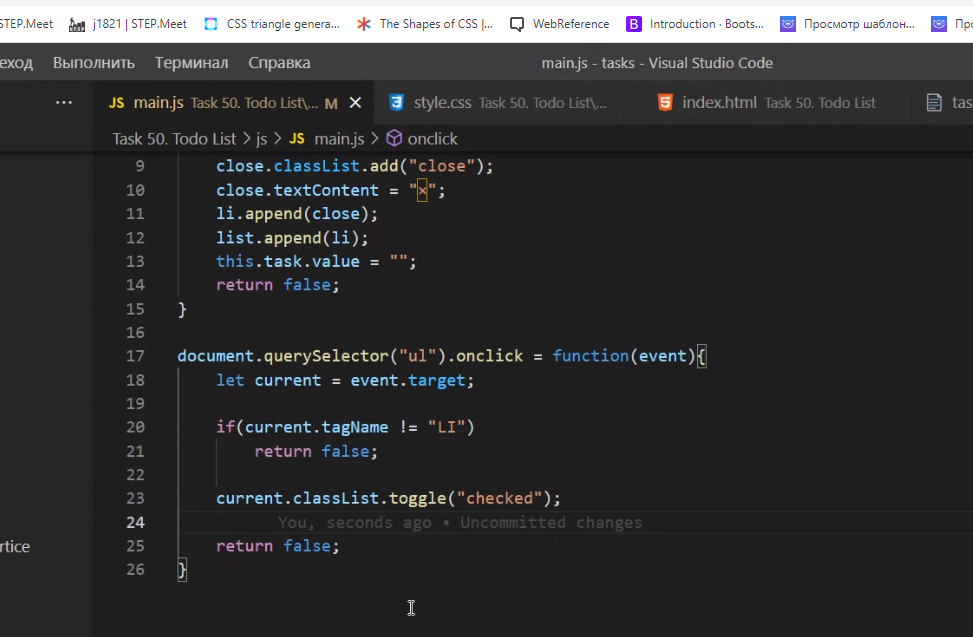 STEP.Meet j1821 | STEP.Meet CSS triangle genera... The Shapes of CSS |... WebReference B Introduction · Boots... Просмотр шаблон... Пр
еход Выполнить Терминал Справка main.js - tasks - Visual Studio Code
··· JS main.js Task 50. Todo List\... M × style.css Task 50. Todo List\... index.html Task 50. Todo List tas
Task 50. Todo List > js > JS main.js > onclick
9 close.classList.add("close");
10 close.textContent = "×";
11 li.append(close);
12 list.append(li);
13 this.task.value = "";
14 return false;
15 }
16
17 document.querySelector("ul").onclick = function(event){
18 let current = event.target;
19
20 if(current.tagName != "LI")
21 return false;
22
23 current.classList.toggle("checked");
24 You, seconds ago • Uncommitted changes
rtice
25 return false;
26 }